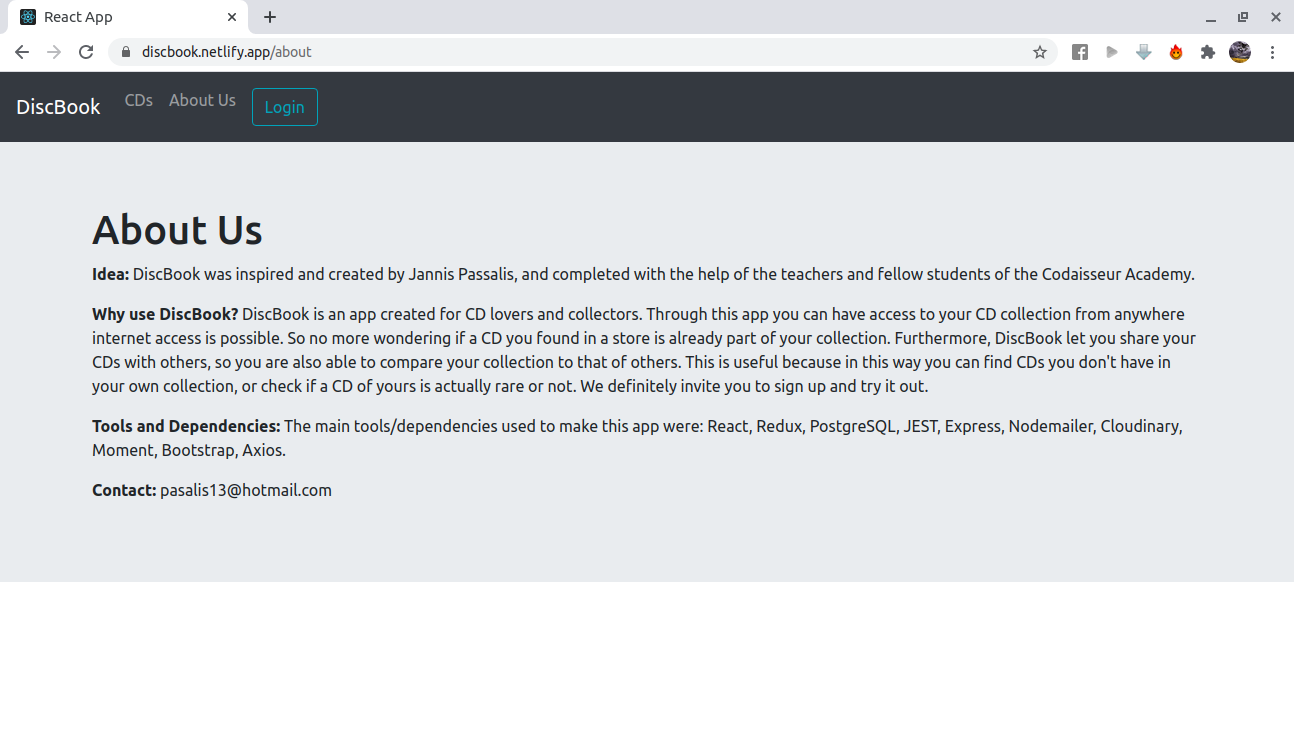 React App
discbook.netlify.app/about
DiscBook
CDs
About Us
Login
About Us
Idea: DiscBook was inspired and created by Jannis Passalis, and completed with the help of the teachers and fellow students of the Codaisseur Academy.
Why use DiscBook? DiscBook is an app created for CD lovers and collectors. Through this app you can have access to your CD collection from anywhere
internet access is possible. So no more wondering if a CD you found in a store is already part of your collection. Furthermore, DiscBook let you share your
CDs with others, so you are also able to compare your collection to that of others. This is useful because in this way you can find CDs you don't have in
your own collection, or check if a CD of yours is actually rare or not. We definitely invite you to sign up and try it out.
Tools and Dependencies: The main tools/dependencies used to make this app were: React, Redux, PostgreSQL, JEST, Express, Nodemailer, Cloudinary,
Moment, Bootstrap, Axios.
Contact: pasalis13@hotmail.com